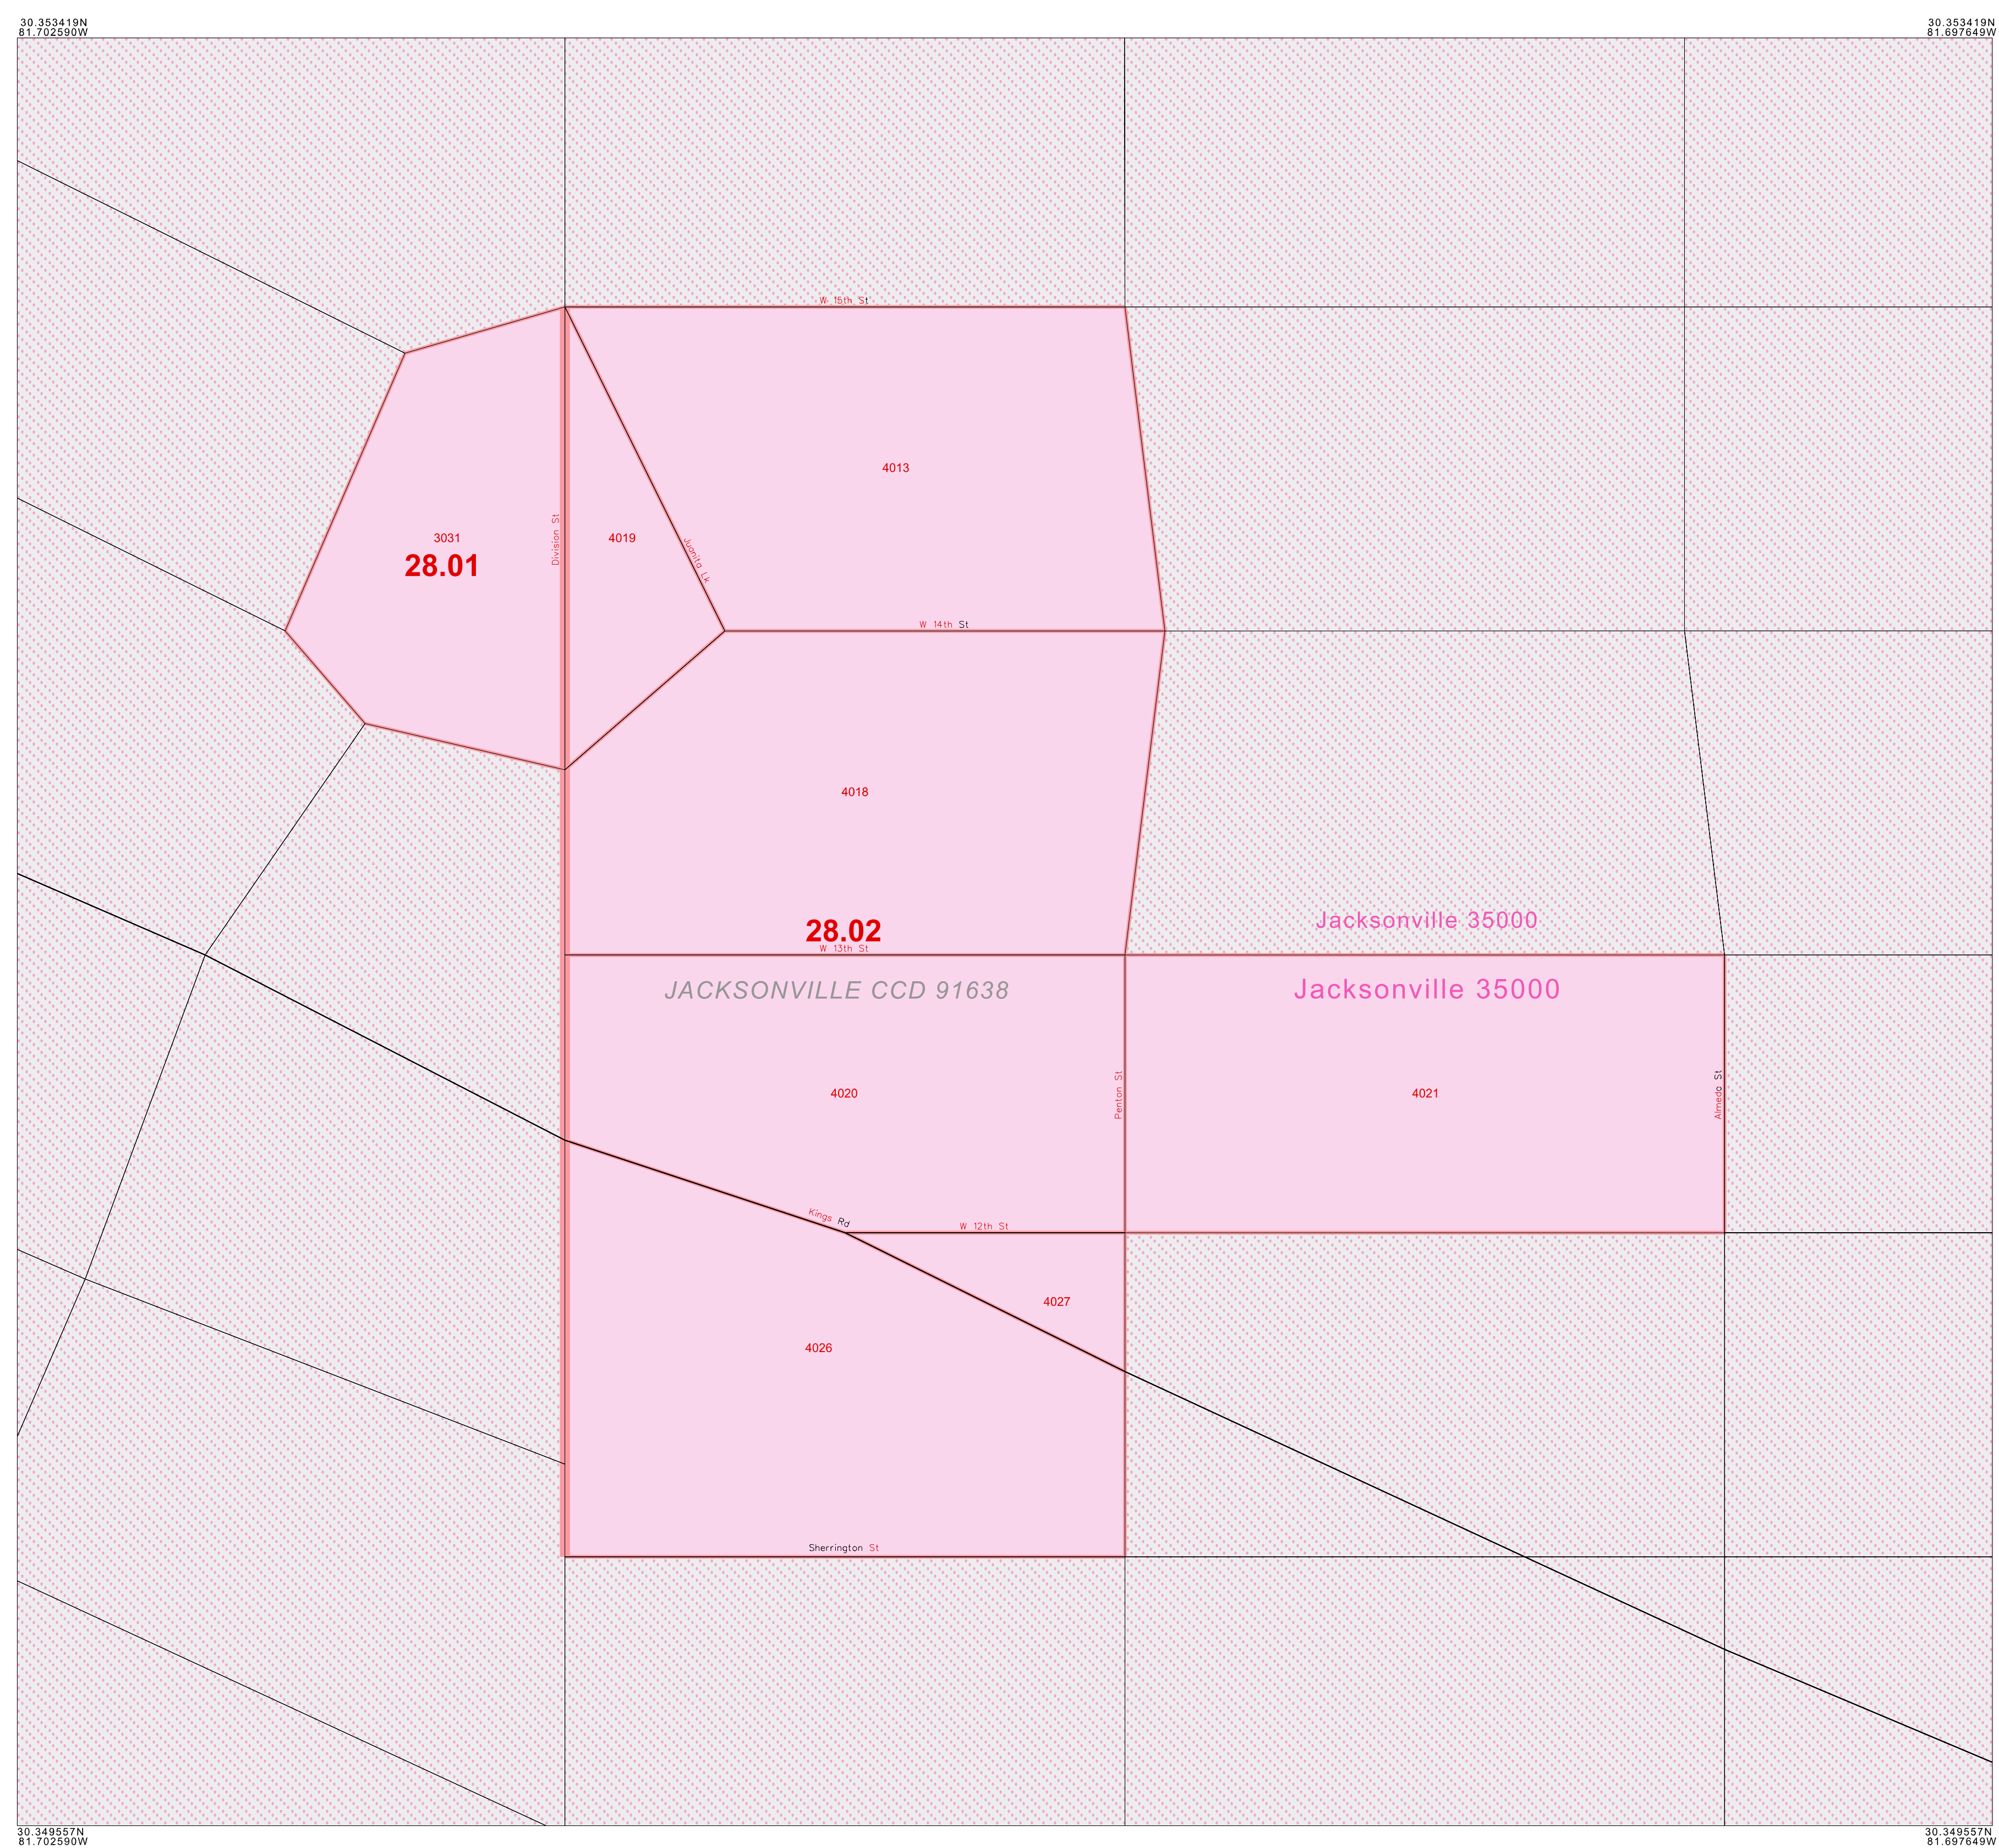 30.353419N
81.702590W
30.353419N
81.697649W
W 15th St
4013
3031
28.01
Division St
4019
Juanita Lk
W 14th St
4018
28.02
W 13th St
Jacksonville 35000
JACKSONVILLE CCD 91638
Jacksonville 35000
4020
Penton St
4021
Almeda St
Kings Rd
W 12th St
4027
4026
Sherrington St
30.349557N
81.702590W
30.349557N
81.697649W